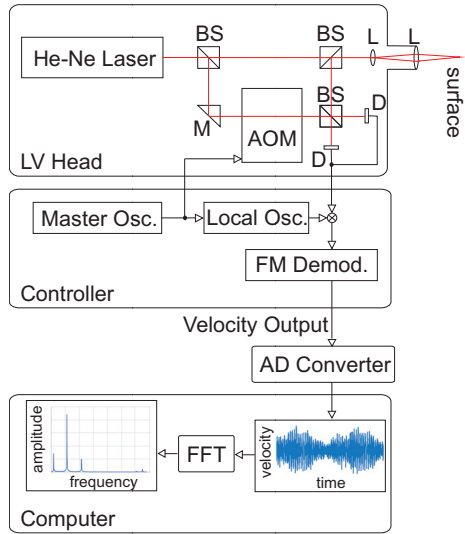 BS
BS
L
L
He-Ne Laser
surface
BS
D
M
AOM
D
LV Head
Master Osc.
Local Osc.
FM Demod.
Controller
Velocity Output
AD Converter
amplitude
frequency
FFT
velocity
time
Computer